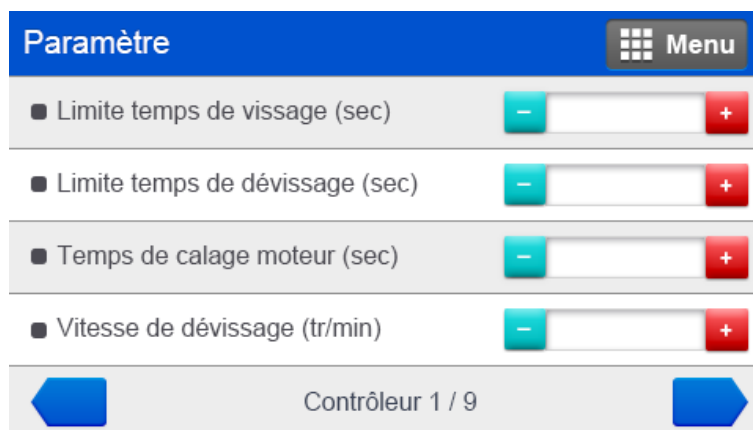 Paramètre
Menu
Limite temps de vissage (sec)
− +
Limite temps de dévissage (sec)
− +
Temps de calage moteur (sec)
− +
Vitesse de dévissage (tr/min)
− +
Contrôleur 1 / 9